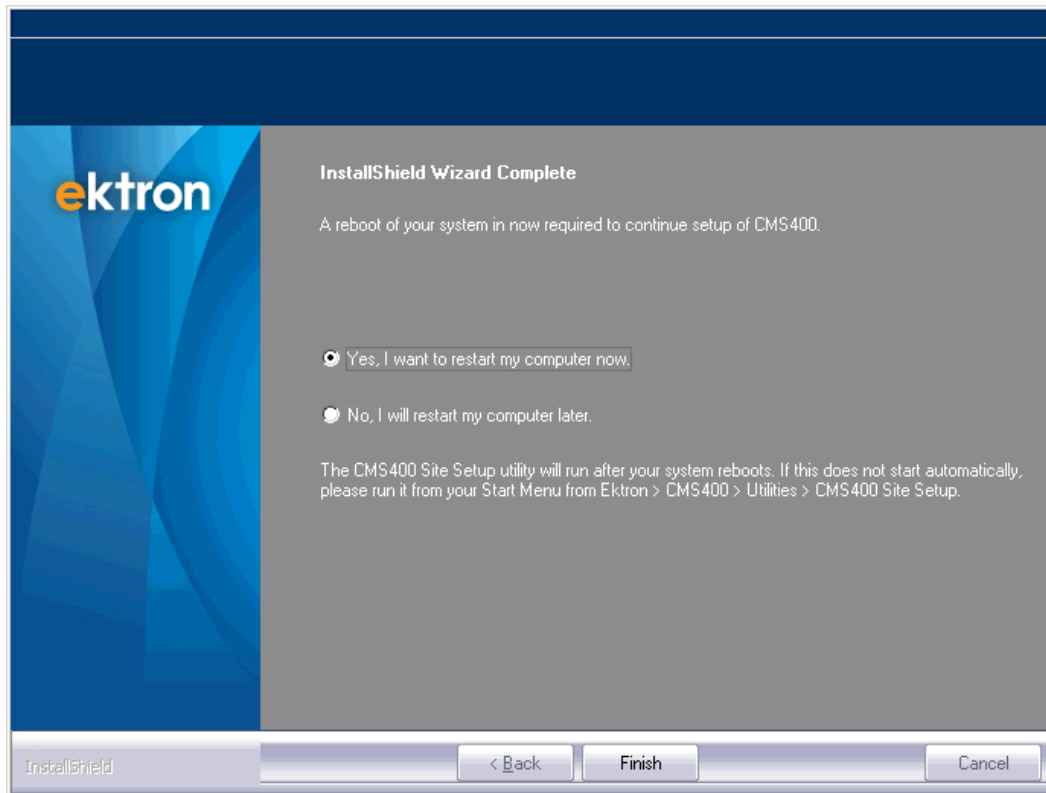 ektron
InstallShield Wizard Complete
A reboot of your system in now required to continue setup of CMS400.
Yes, I want to restart my computer now.
No, I will restart my computer later.
The CMS400 Site Setup utility will run after your system reboots. If this does not start automatically,
please run it from your Start Menu from Ektron > CMS400 > Utilities > CMS400 Site Setup.
InstallShield
< Back
Finish
Cancel